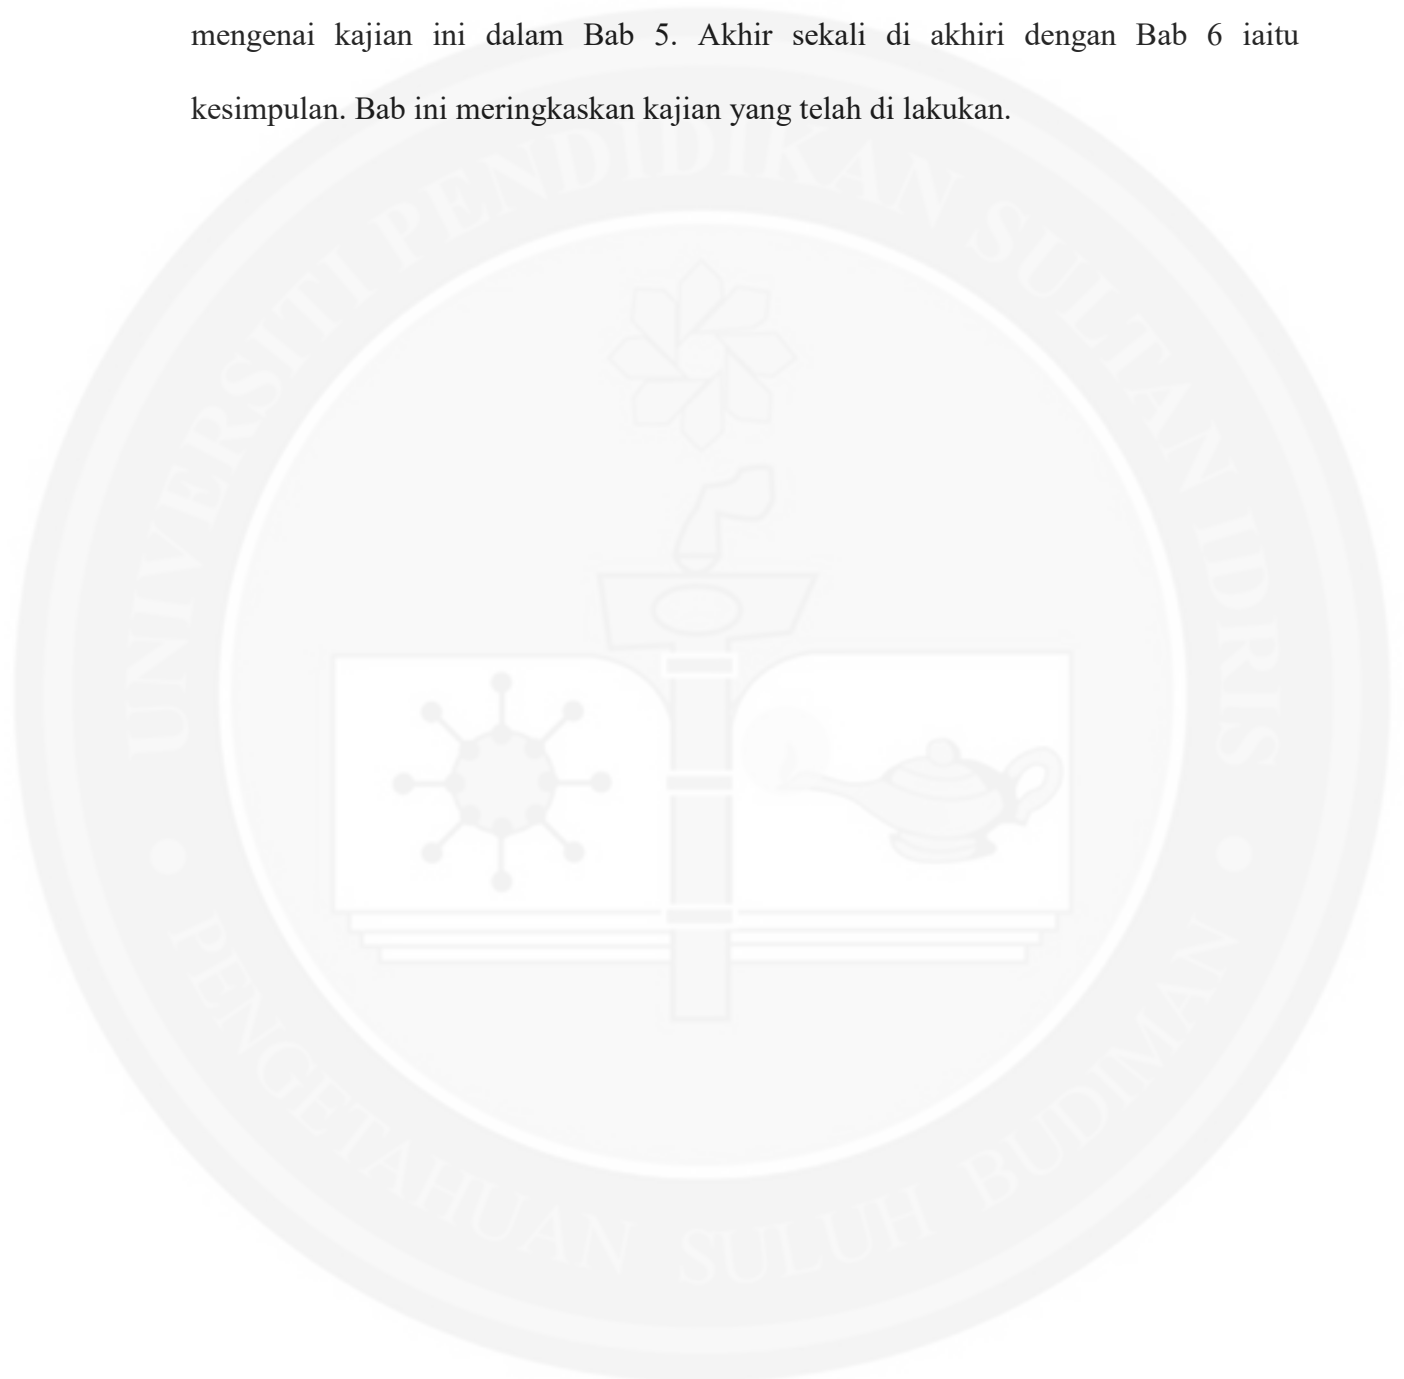 mengenai kajian ini dalam Bab 5. Akhir sekali di akhiri dengan Bab 6 iaitu
kesimpulan. Bab ini meringkaskan kajian yang telah di lakukan.
UNIVERSITI PENDIDIKAN SULTAN IDRIS
PENGETAHUAN SULUH BUDIMAN